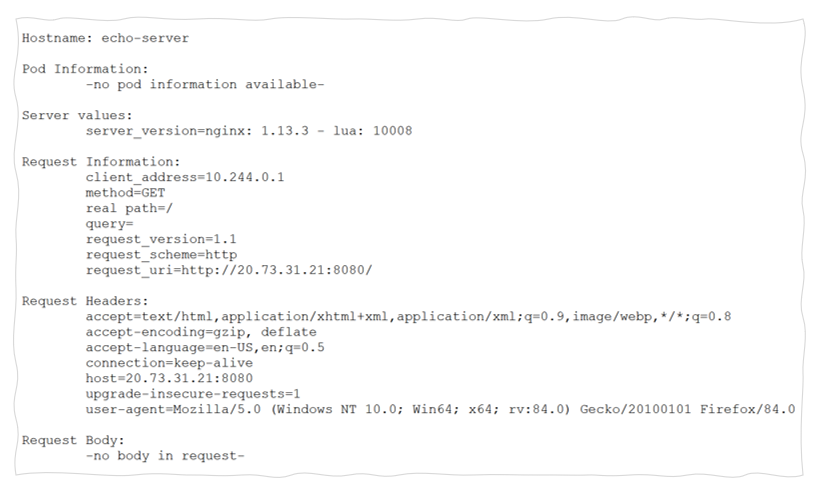 Hostname: echo-server
Pod Information:
-no pod information available-
Server values:
server_version=nginx: 1.13.3 - lua: 10008
Request Information:
client_address=10.244.0.1
method=GET
real path=/
query=
request_version=1.1
request_scheme=http
request_uri=http://20.73.31.21:8080/
Request Headers:
accept=text/html,application/xhtml+xml,application/xml;q=0.9,image/webp,*/*;q=0.8
accept-encoding=gzip, deflate
accept-language=en-US,en;q=0.5
connection=keep-alive
host=20.73.31.21:8080
upgrade-insecure-requests=1
user-agent=Mozilla/5.0 (Windows NT 10.0; Win64; x64; rv:84.0) Gecko/20100101 Firefox/84.0
Request Body:
-no body in request-